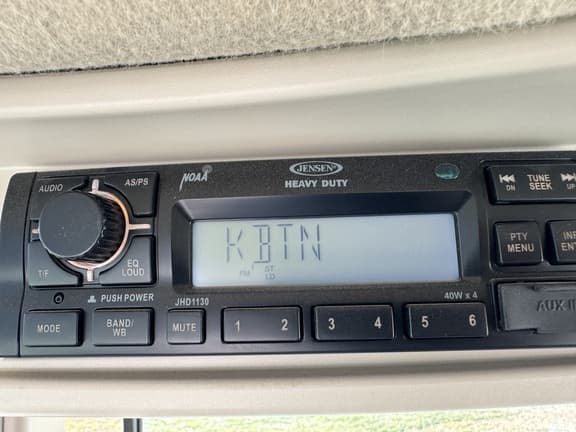 AUDIO
AS/PS
NOAA
JENSEN
HEAVY DUTY
DN
TUNE
SEEK
UP
KBTN
FM
ST
LO
T/F
EQ
LOUD
PTY
MENU
PUSH POWER
JHD1130
40W x 4
MODE
BAND/
WB
MUTE
1 2
3 4
5 6